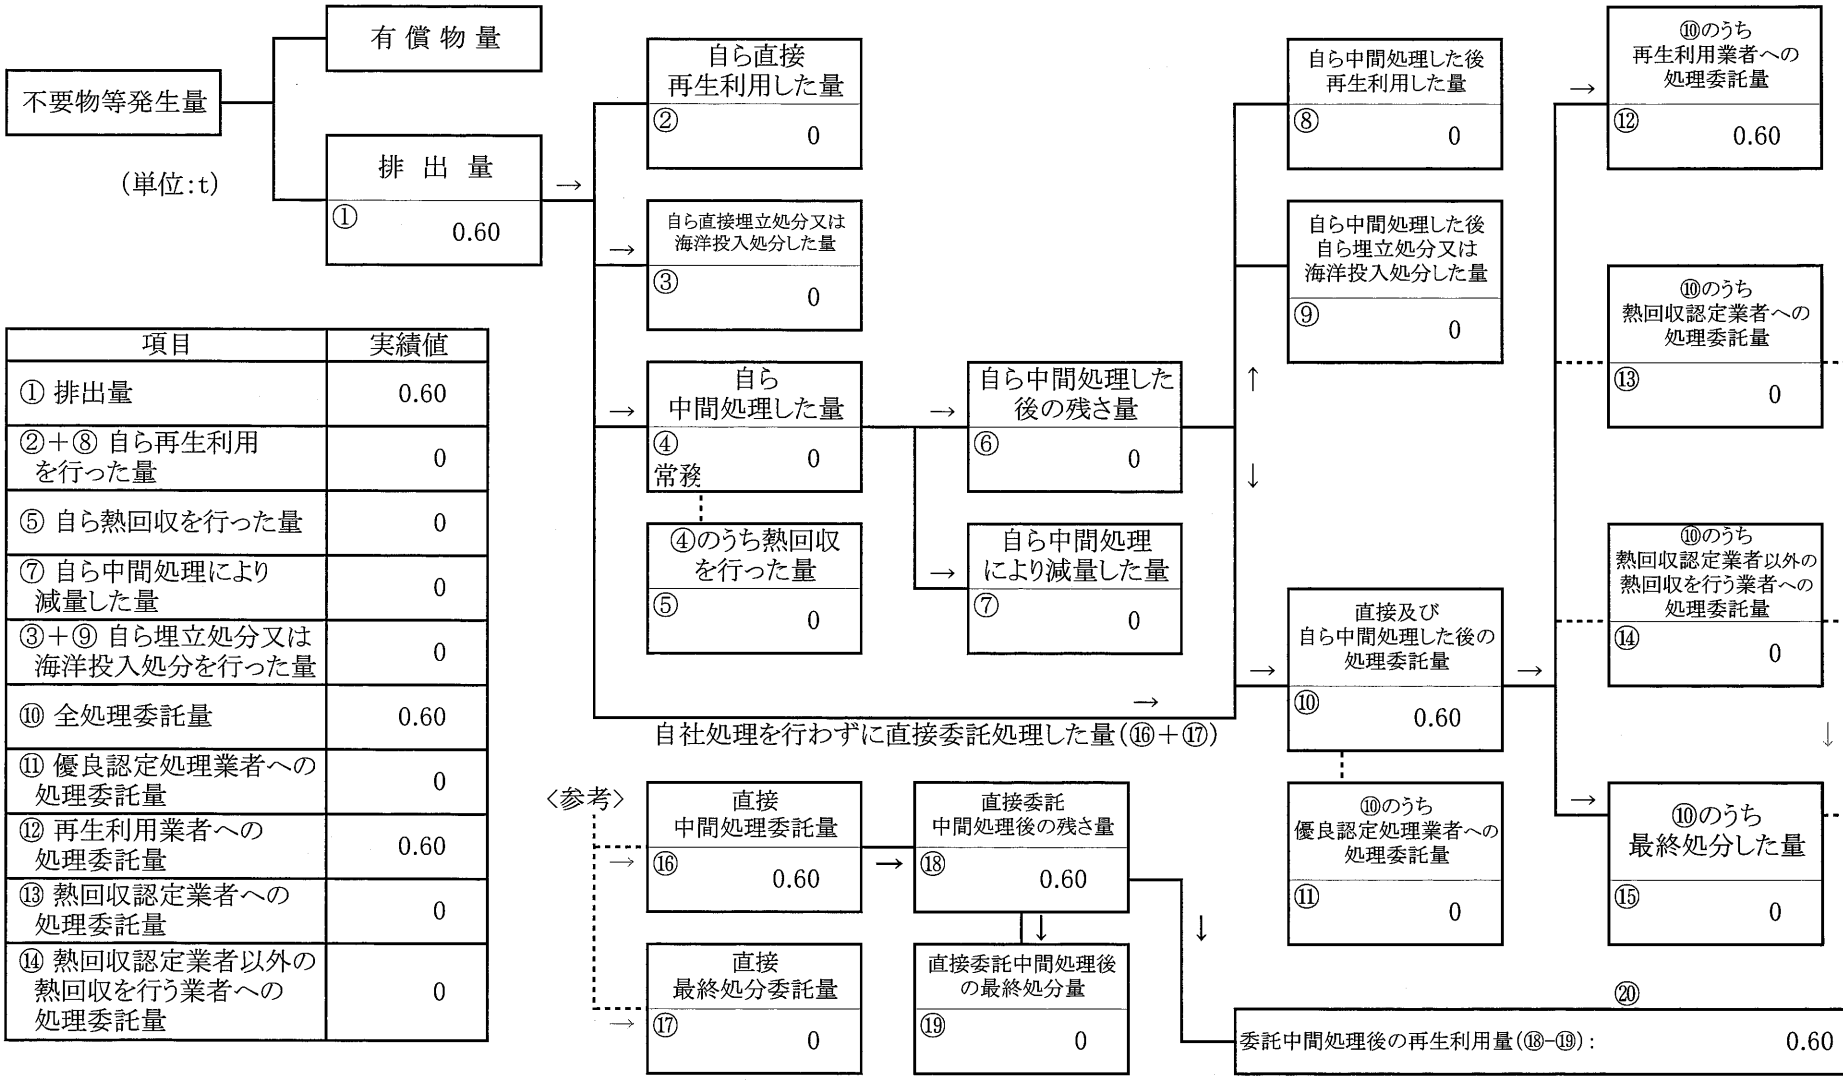 不要物等発生量
(単位:t)
有償物量
排出量
①
0.60
自ら直接
再生利用した量
②
0
自ら直接埋立処分又は
海洋投入処分した量
③
0
自ら
中間処理した量
④
0
常務
④のうち熱回収
を行った量
⑤
0
自ら中間処理した
後の残さ量
⑥
0
自ら中間処理
により減量した量
⑦
0
自ら中間処理した後
再生利用した量
⑧
0
自ら中間処理した後
自ら埋立処分又は
海洋投入処分した量
⑨
0
直接及び
自ら中間処理した後の
処理委託量
⑩
0.60
⑩のうち
優良認定処理業者への
処理委託量
⑪
0
⑩のうち
再生利用業者への
処理委託量
⑫
0.60
⑩のうち
熱回収認定業者への
処理委託量
⑬
0
⑩のうち
熱回収認定業者以外の
熱回収を行う業者への
処理委託量
⑭
0
⑩のうち
最終処分した量
⑮
0
自社処理を行わずに直接委託処理した量(⑯+⑰)
<参考>
直接
中間処理委託量
⑯
0.60
直接
最終処分委託量
⑰
0
直接委託
中間処理後の残さ量
⑱
0.60
直接委託中間処理後
の最終処分量
⑲
0
⑳
委託中間処理後の再生利用量(⑱-⑲): 0.60
項目 実績値
① 排出量 0.60
②+⑧ 自ら再生利用
を行った量 0
⑤ 自ら熱回収を行った量 0
⑦ 自ら中間処理により
減量した量 0
③+⑨ 自ら埋立処分又は
海洋投入処分を行った量 0
⑩ 全処理委託量 0.60
⑪ 優良認定処理業者への
処理委託量 0
⑫ 再生利用業者への
処理委託量 0.60
⑬ 熱回収認定業者への
処理委託量 0
⑭ 熱回収認定業者以外の
熱回収を行う業者への
処理委託量 0